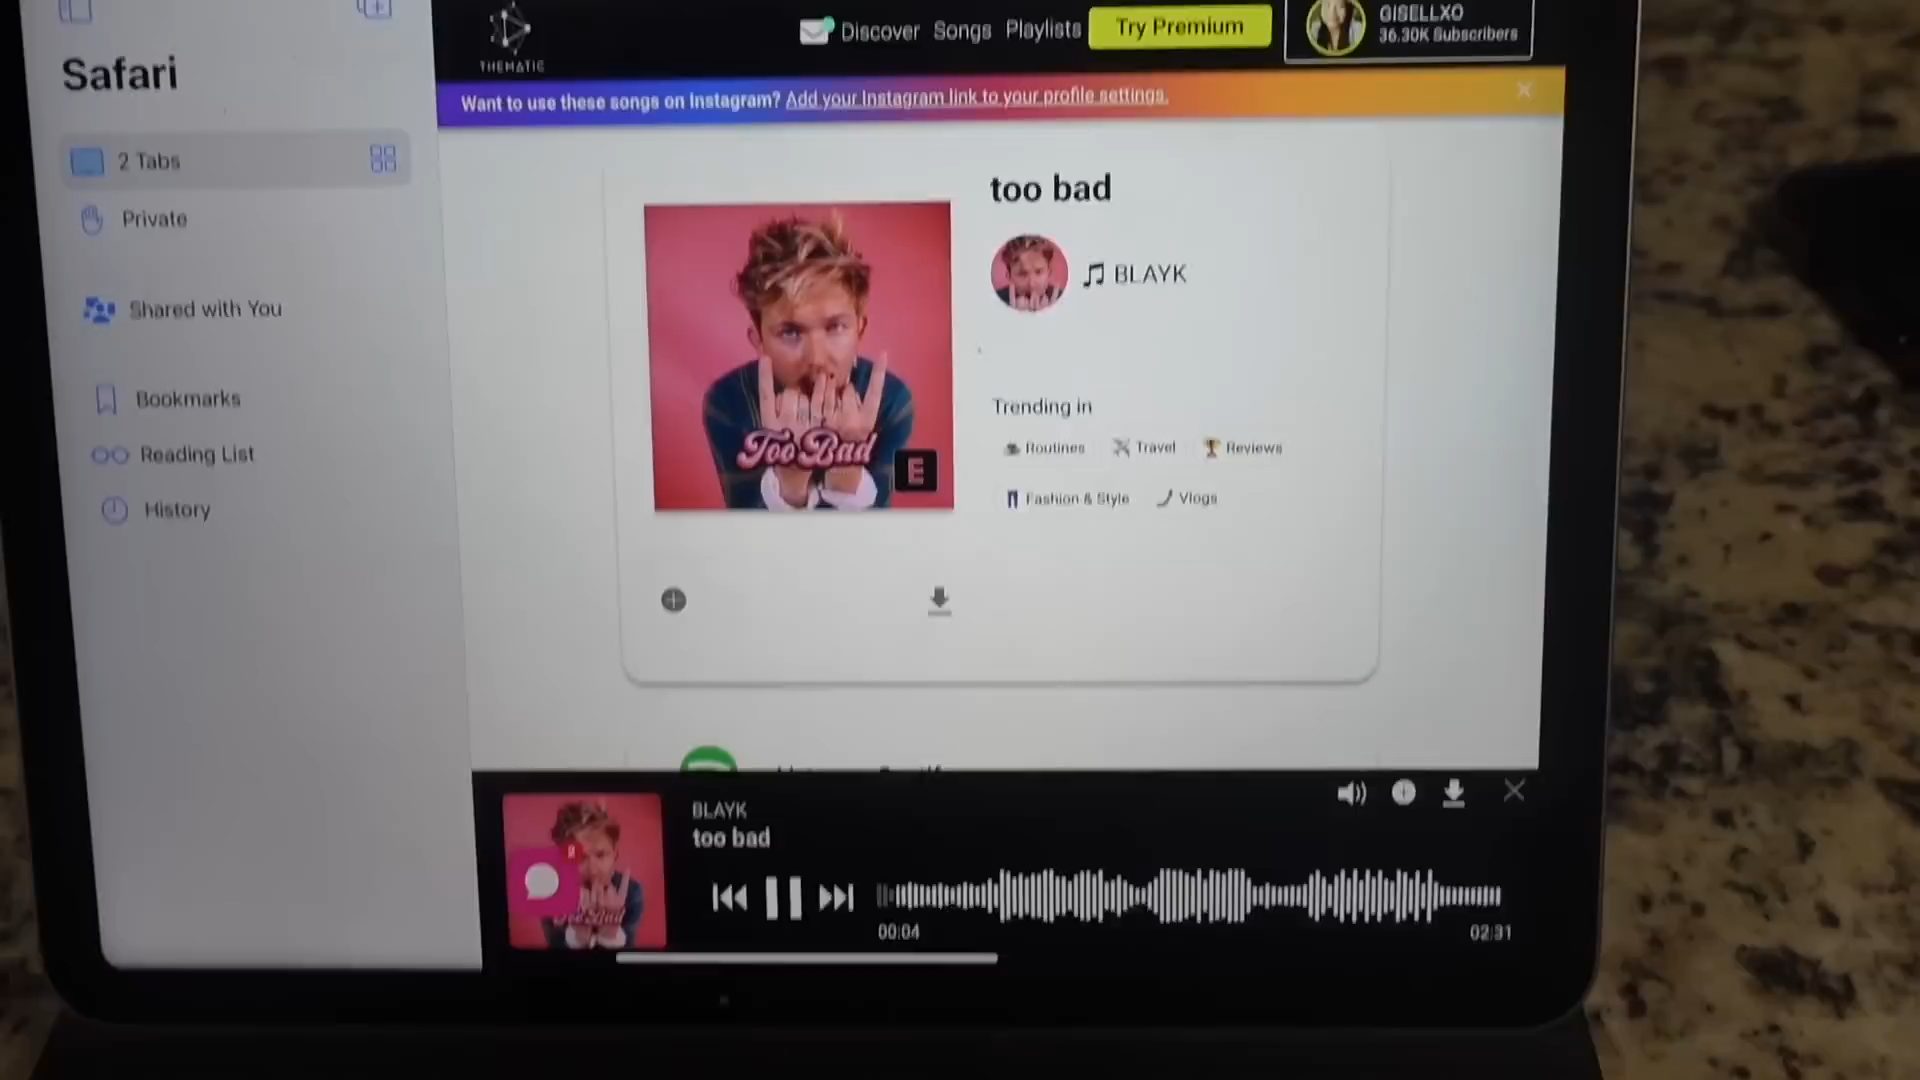 Safari
2 Tabs
Private
Shared with You
Bookmarks
Reading List
History
THEMATIC
Discover Songs Playlists Try Premium
GISELLXO
36.30K Subscribers
Want to use these songs on Instagram? Add your Instagram link to your profile settings.
too bad
BLAYK
Too Bad
E
Trending in
Routines Travel Reviews
Fashion & Style Vlogs
BLAYK
too bad
Too Bad
00:04
02:31